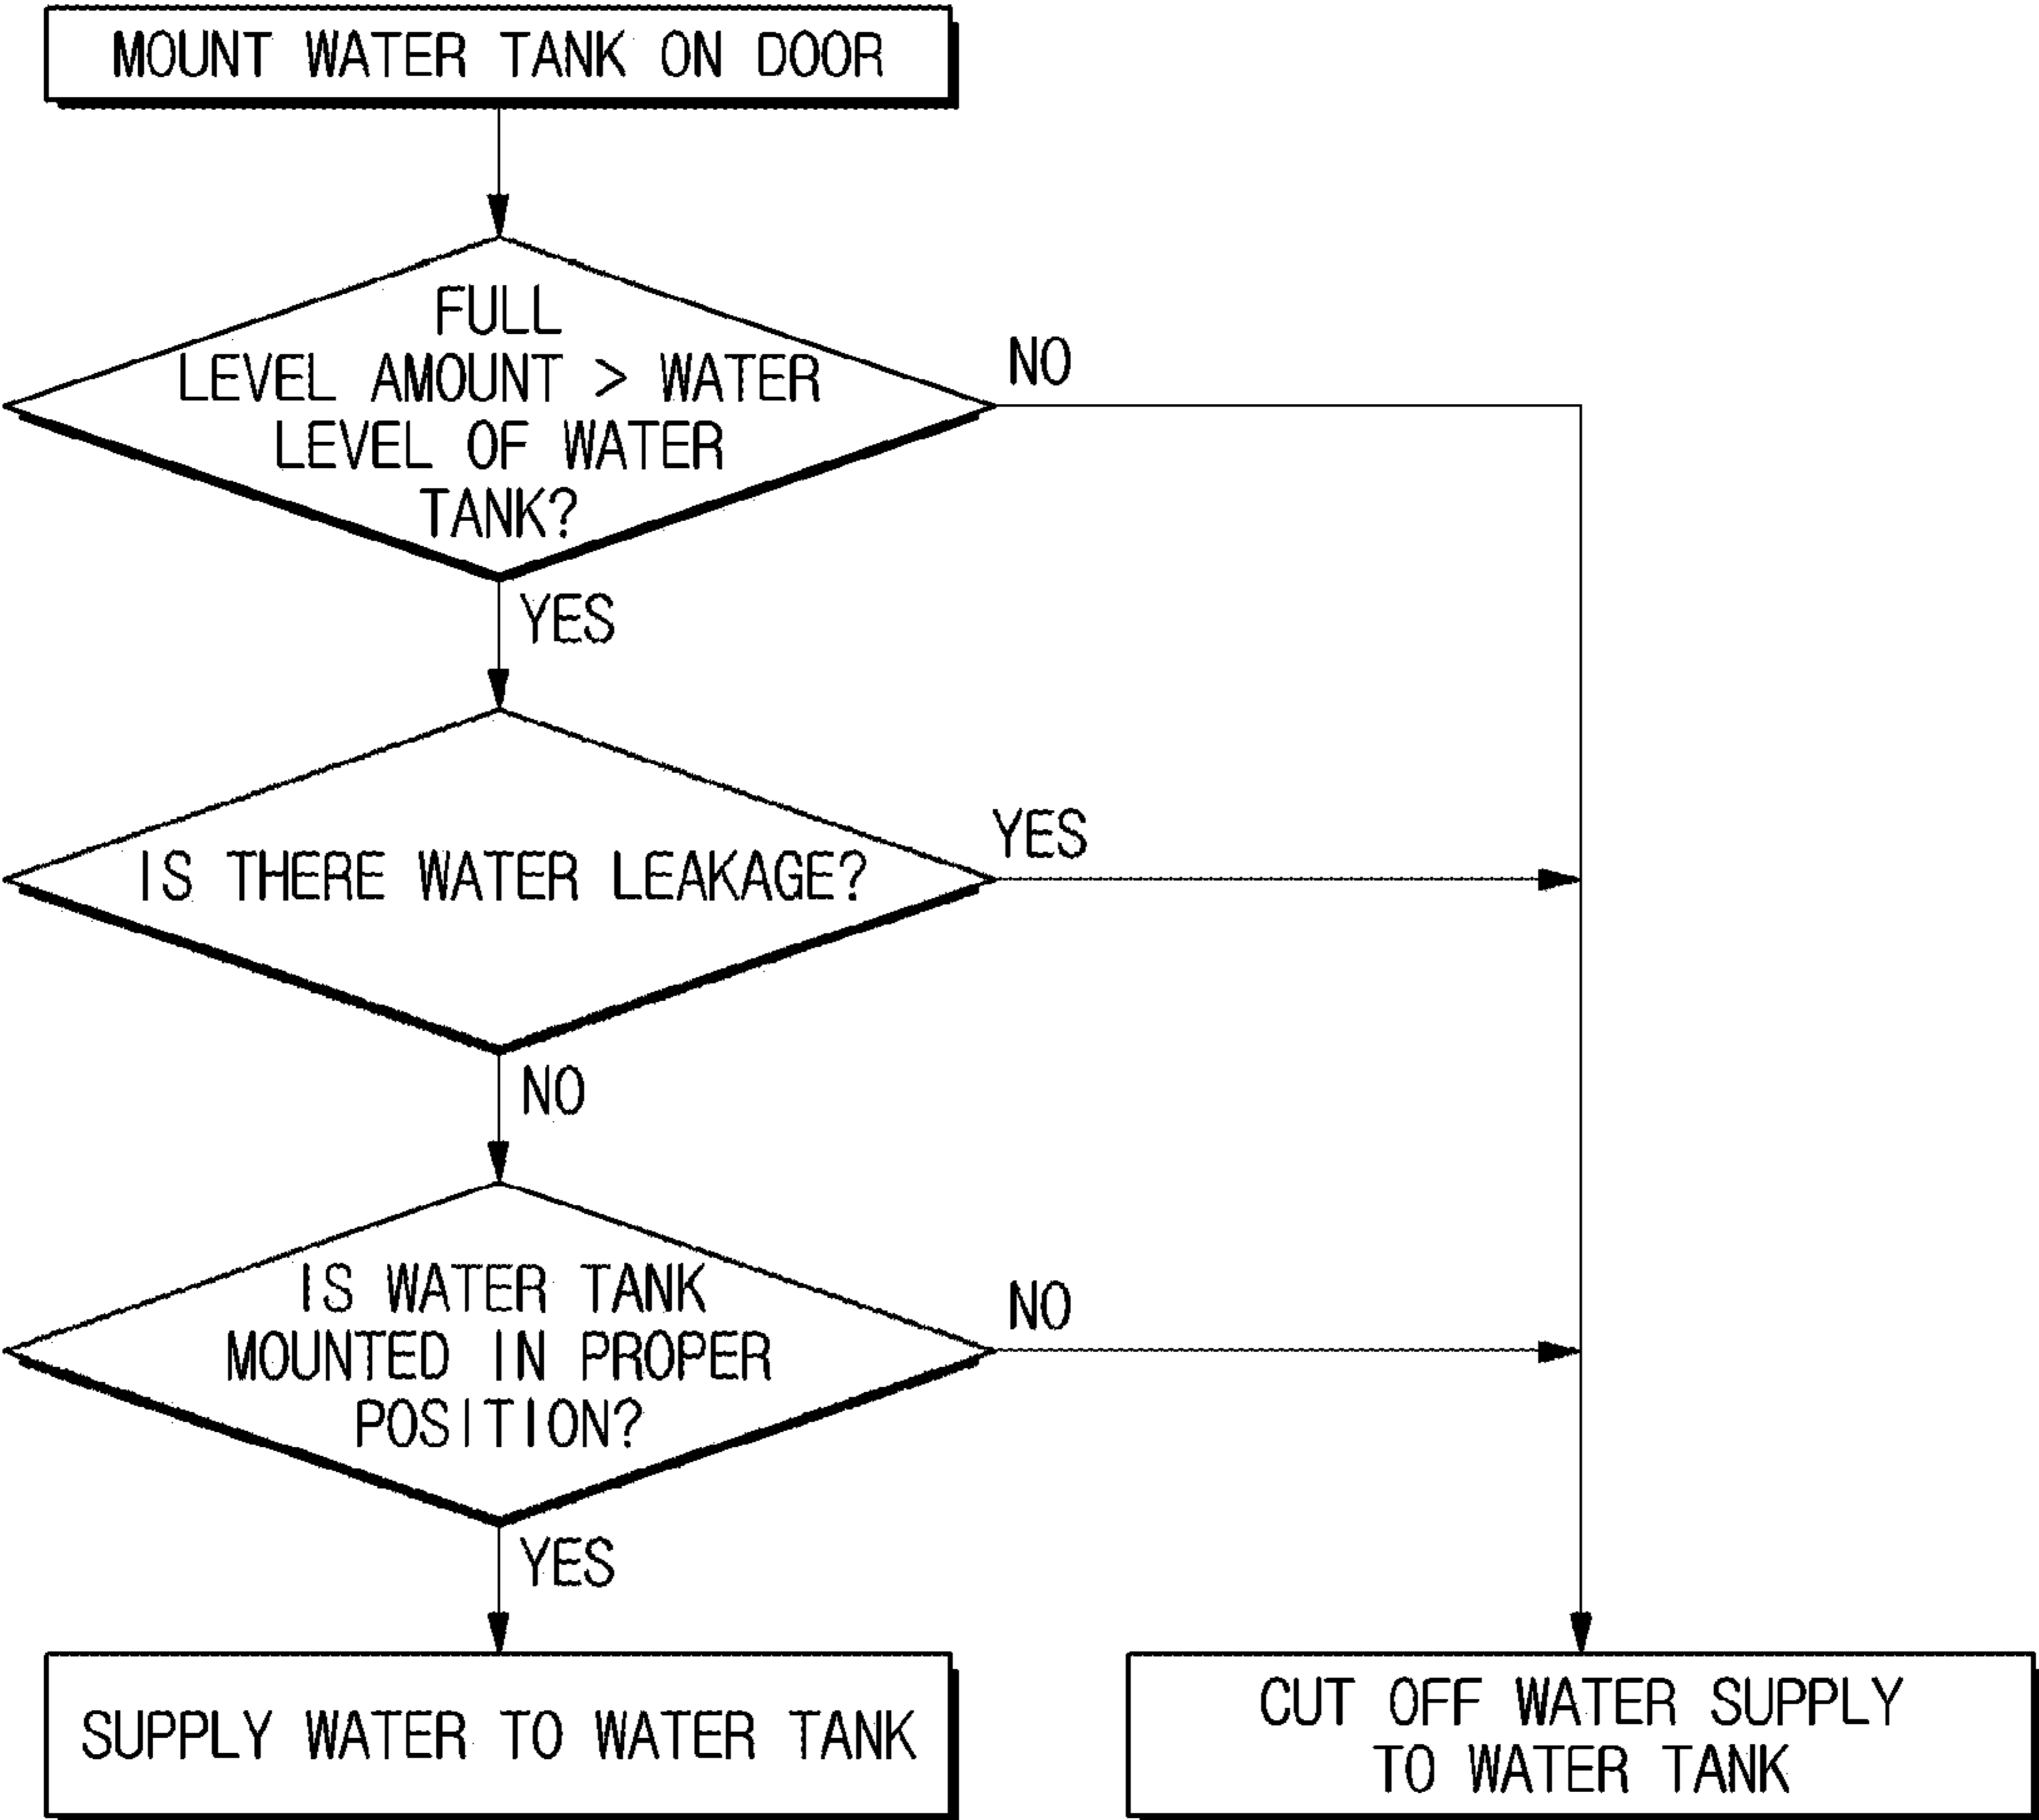 MOUNT WATER TANK ON DOOR
FULL
LEVEL AMOUNT > WATER
LEVEL OF WATER
TANK?
NO
YES
IS THERE WATER LEAKAGE?
YES
NO
IS WATER TANK
MOUNTED IN PROPER
POSITION?
NO
YES
SUPPLY WATER TO WATER TANK
CUT OFF WATER SUPPLY
TO WATER TANK